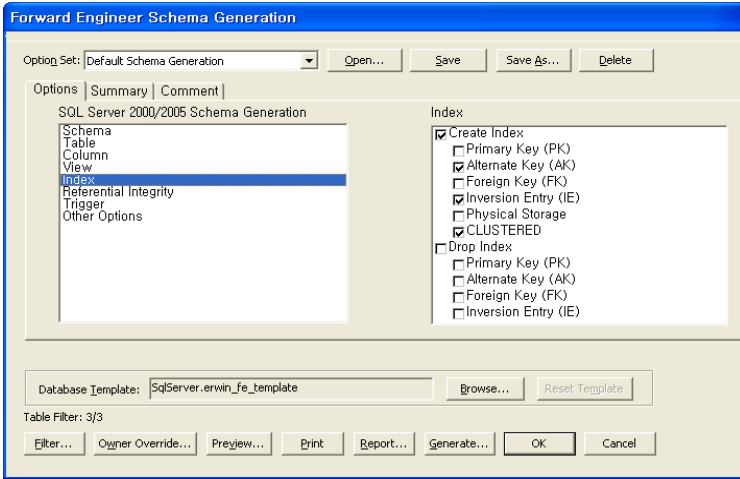 Forward Engineer Schema Generation
Option Set: Default Schema Generation Open... Save Save As... Delete
Options Summary Comment
SQL Server 2000/2005 Schema Generation
Schema
Table
Column
View
Index
Referential Integrity
Trigger
Other Options
Index
Create Index
Primary Key (PK)
Alternate Key (AK)
Foreign Key (FK)
Inversion Entry (IE)
Physical Storage
CLUSTERED
Drop Index
Primary Key (PK)
Alternate Key (AK)
Foreign Key (FK)
Inversion Entry (IE)
Database Template: SqlServer.erwin_fe_template Browse... Reset Template
Table Filter: 3/3
Filter... Owner Override... Preview... Print Report... Generate... OK Cancel